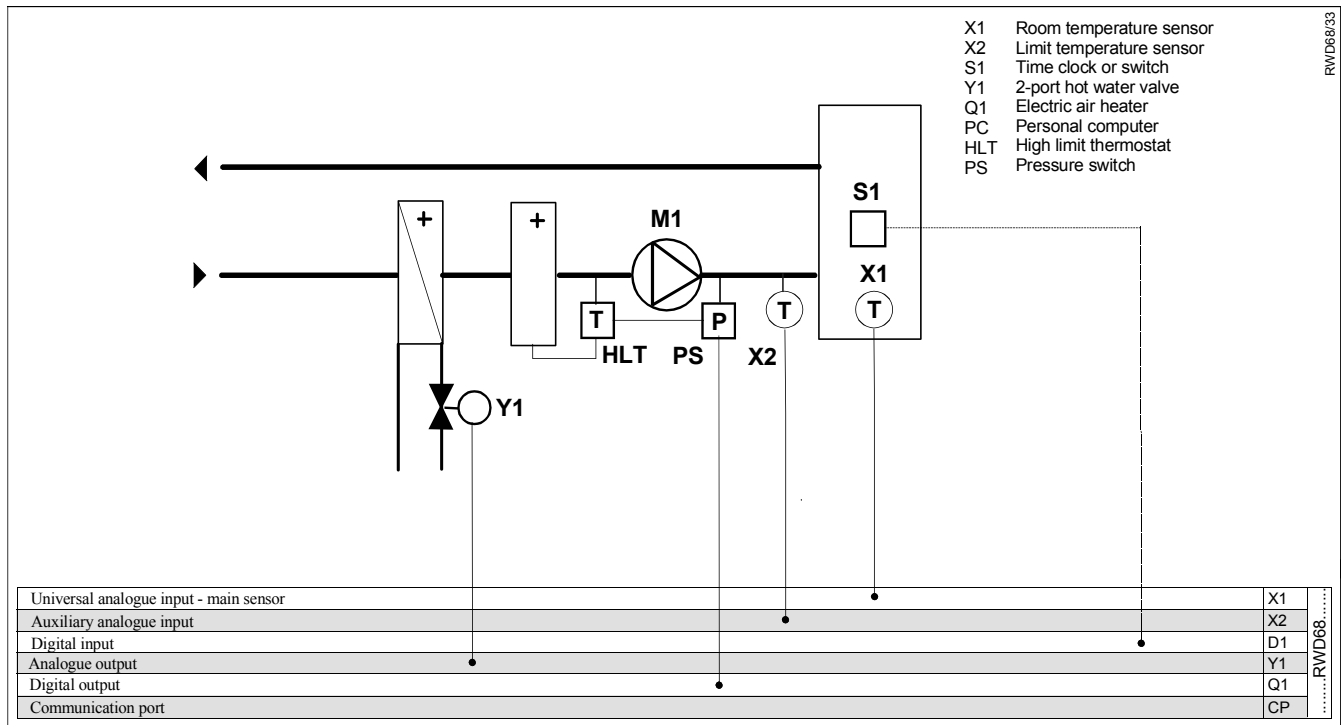 X1 Room temperature sensor
X2 Limit temperature sensor
S1 Time clock or switch
Y1 2-port hot water valve
Q1 Electric air heater
PC Personal computer
HLT High limit thermostat
PS Pressure switch
RWD68/33
S1
+ + M1
X1
T P T T
HLT PS X2
Y1
Universal analogue input - main sensor X1
Auxiliary analogue input X2
Digital input D1
Analogue output Y1
Digital output Q1
Communication port CP
........RWD68......